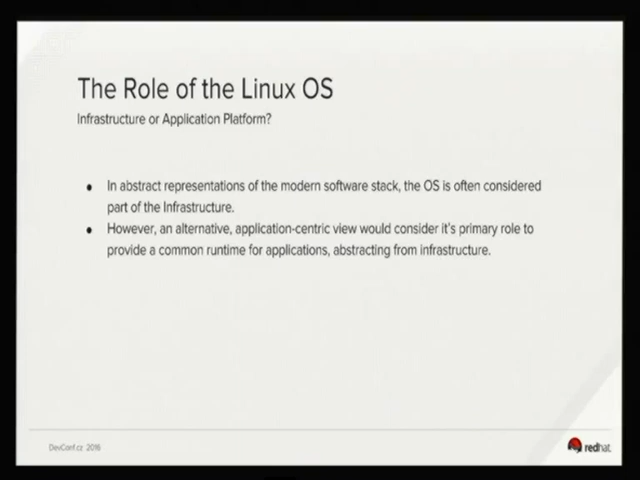 The Role of the Linux OS
Infrastructure or Application Platform?
In abstract representations of the modern software stack, the OS is often considered
part of the Infrastructure.
However, an alternative, application-centric view would consider it's primary role to
provide a common runtime for applications, abstracting from infrastructure.
DevConf.cz 2016
redhat